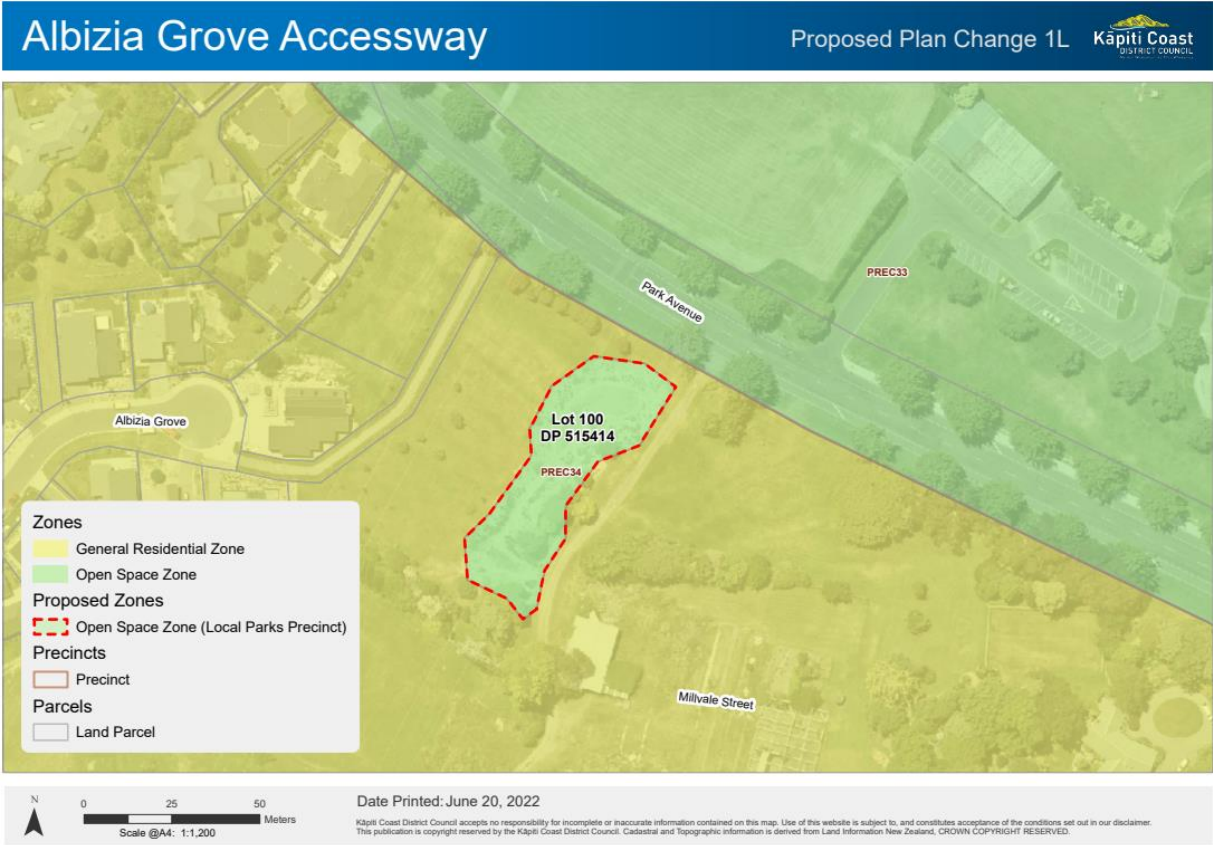 Albizia Grove Accessway
Proposed Plan Change 1L
Kāpiti Coast
DISTRICT COUNCIL
PREC33
Park Avenue
Albizia Grove
Lot 100
DP 515414
PREC34
Millvale Street
Zones
General Residential Zone
Open Space Zone
Proposed Zones
Open Space Zone (Local Parks Precinct)
Precincts
Precinct
Parcels
Land Parcel
N
0 25 50
Meters
Scale @A4: 1:1,200
Date Printed: June 20, 2022
Kāpiti Coast District Council accepts no responsibility for incomplete or inaccurate information contained on this map. Use of this website is subject to, and constitutes acceptance of the conditions set out in our disclaimer.
This publication is copyright reserved by the Kāpiti Coast District Council. Cadastral and Topographic information is derived from Land Information New Zealand, CROWN COPYRIGHT RESERVED.